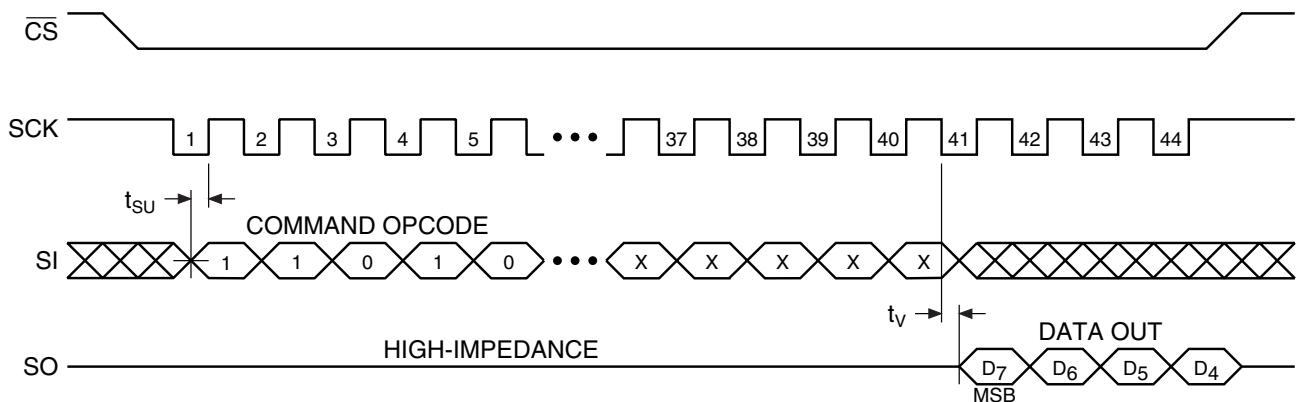 CS
SCK 1 2 3 4 5 ••• 37 38 39 40 41 42 43 44
tSU
COMMAND OPCODE
SI 1 1 0 1 0 ••• X X X X X
tV
DATA OUT
HIGH-IMPEDANCE
SO D7 D6 D5 D4
MSB